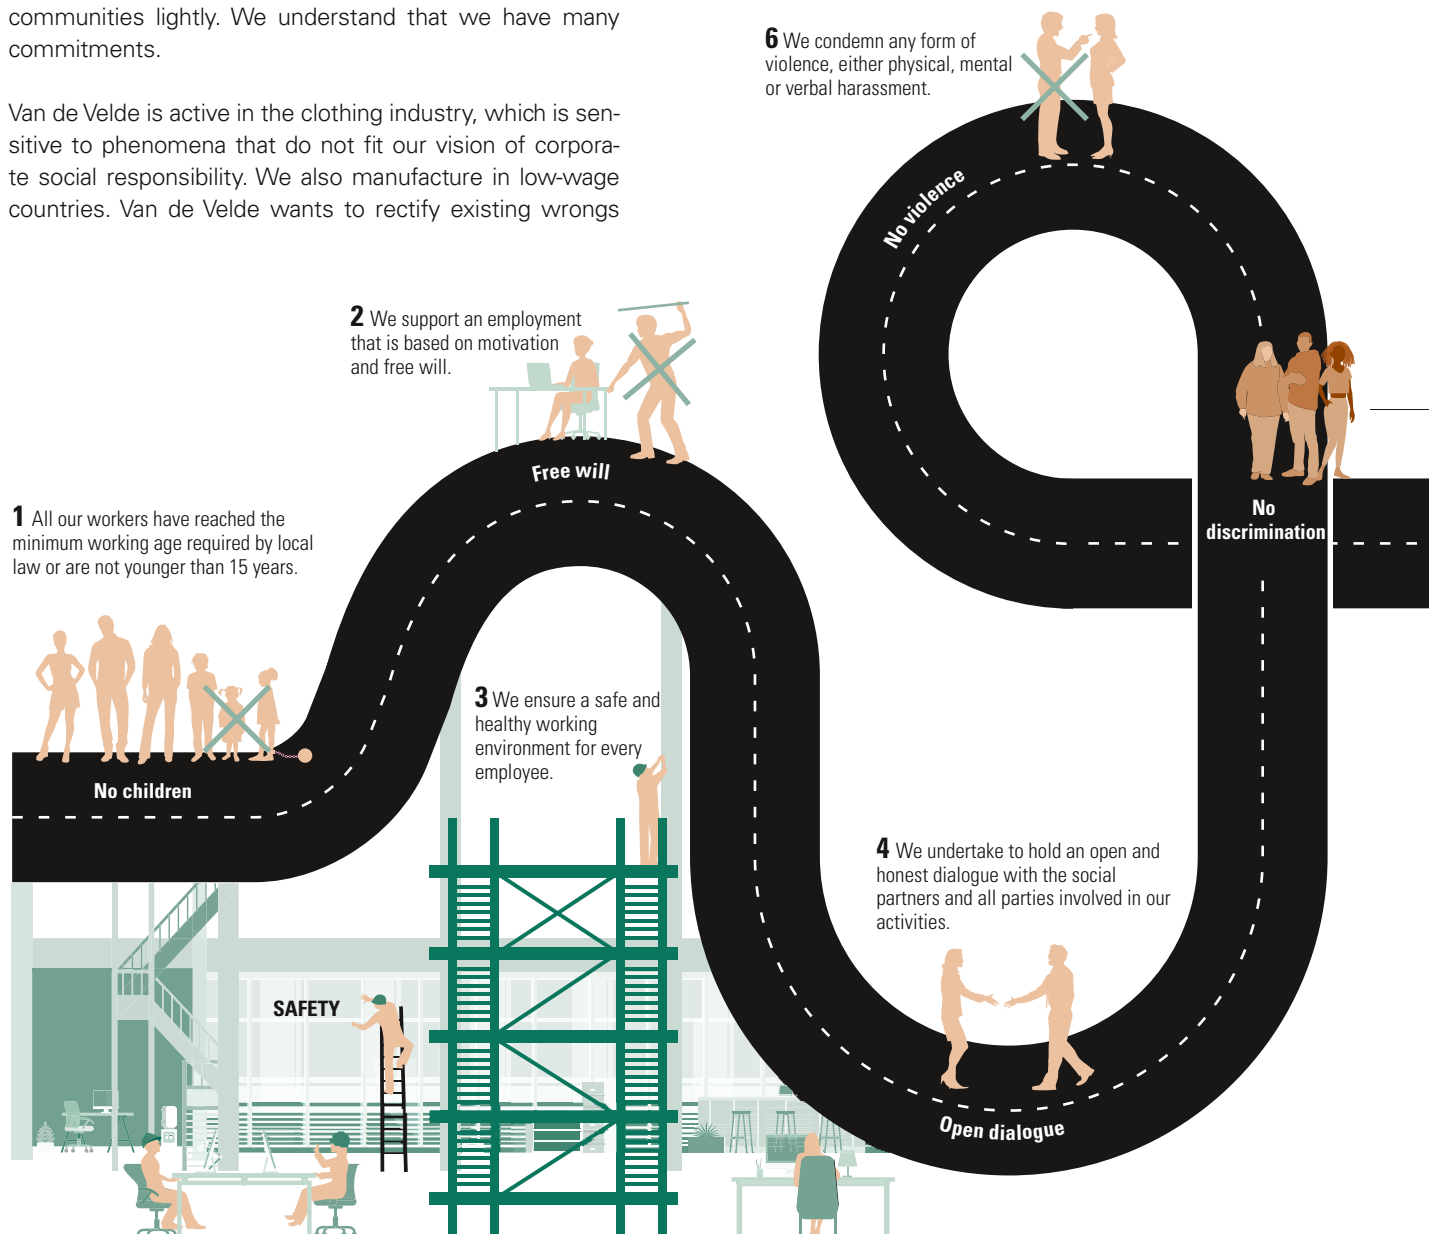 communities lightly. We understand that we have many
commitments.
Van de Velde is active in the clothing industry, which is sen-
sitive to phenomena that do not fit our vision of corpora-
te social responsibility. We also manufacture in low-wage
countries. Van de Velde wants to rectify existing wrongs
1 All our workers have reached the
minimum working age required by local
law or are not younger than 15 years.
No children
2 We support an employment
that is based on motivation
and free will.
Free will
3 We ensure a safe and
healthy working
environment for every
employee.
SAFETY
4 We undertake to hold an open and
honest dialogue with the social
partners and all parties involved in our
activities.
Open dialogue
No
discrimination
6 We condemn any form of
violence, either physical, mental
or verbal harassment.
No violence